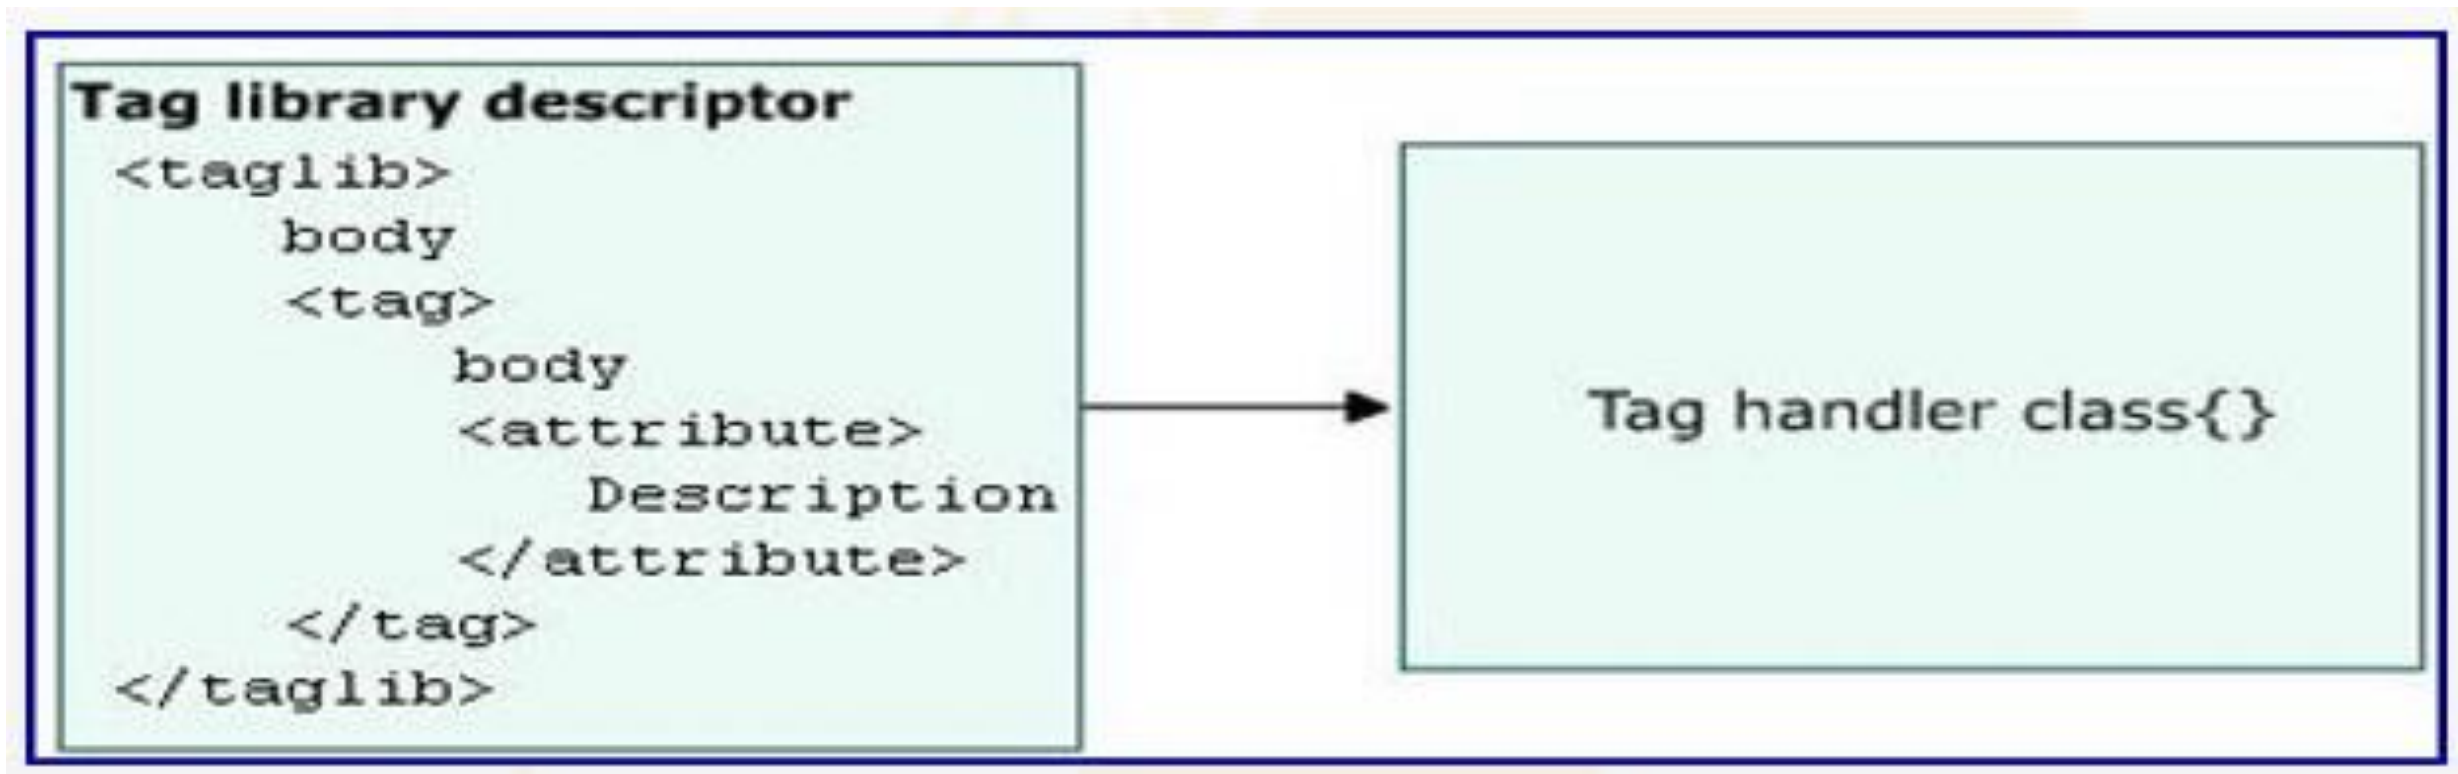 Tag library descriptor
<taglib>
body
<tag>
body
<attribute>
Description
</attribute>
</tag>
</taglib>
Tag handler class{}